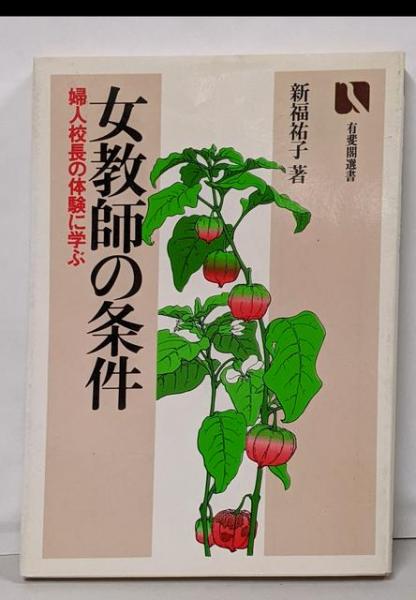 有斐閣選書
新福祐子著
女教師の条件
婦人校長の体験に学ぶ